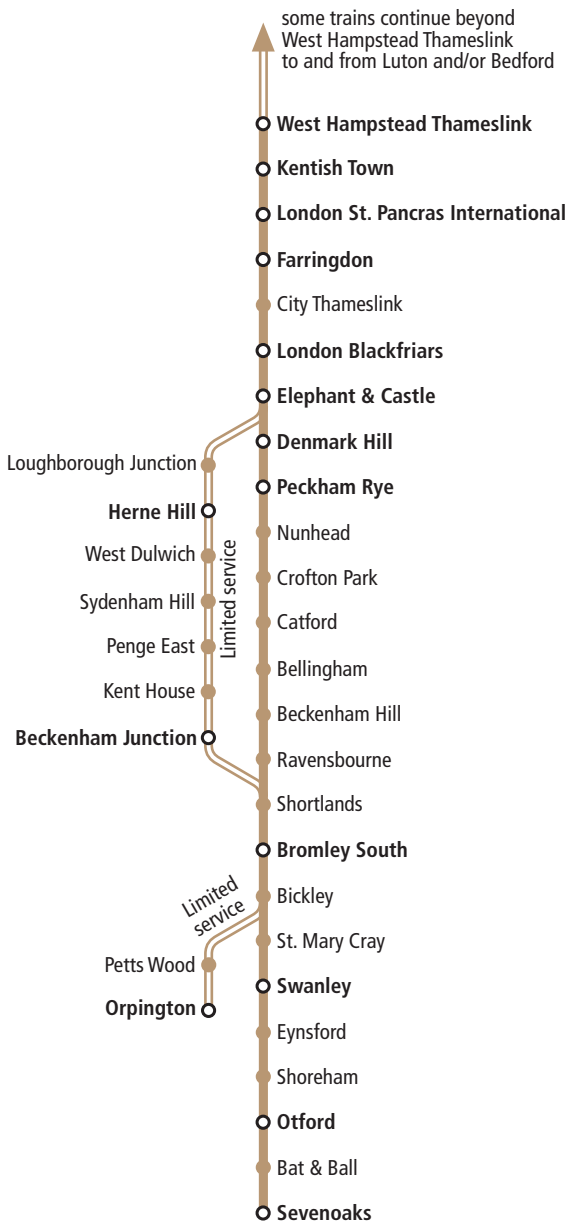 some trains continue beyond
West Hampstead Thameslink
to and from Luton and/or Bedford
West Hampstead Thameslink
Kentish Town
London St. Pancras International
Farringdon
City Thameslink
London Blackfriars
Elephant & Castle
Denmark Hill
Loughborough Junction
Peckham Rye
Herne Hill
Nunhead
West Dulwich
Limited service
Crofton Park
Sydenham Hill
Catford
Penge East
Bellingham
Kent House
Beckenham Hill
Beckenham Junction
Ravensbourne
Shortlands
Bromley South
Limited
service
Bickley
St. Mary Cray
Petts Wood
Swanley
Orpington
Eynsford
Shoreham
Otford
Bat & Ball
Sevenoaks